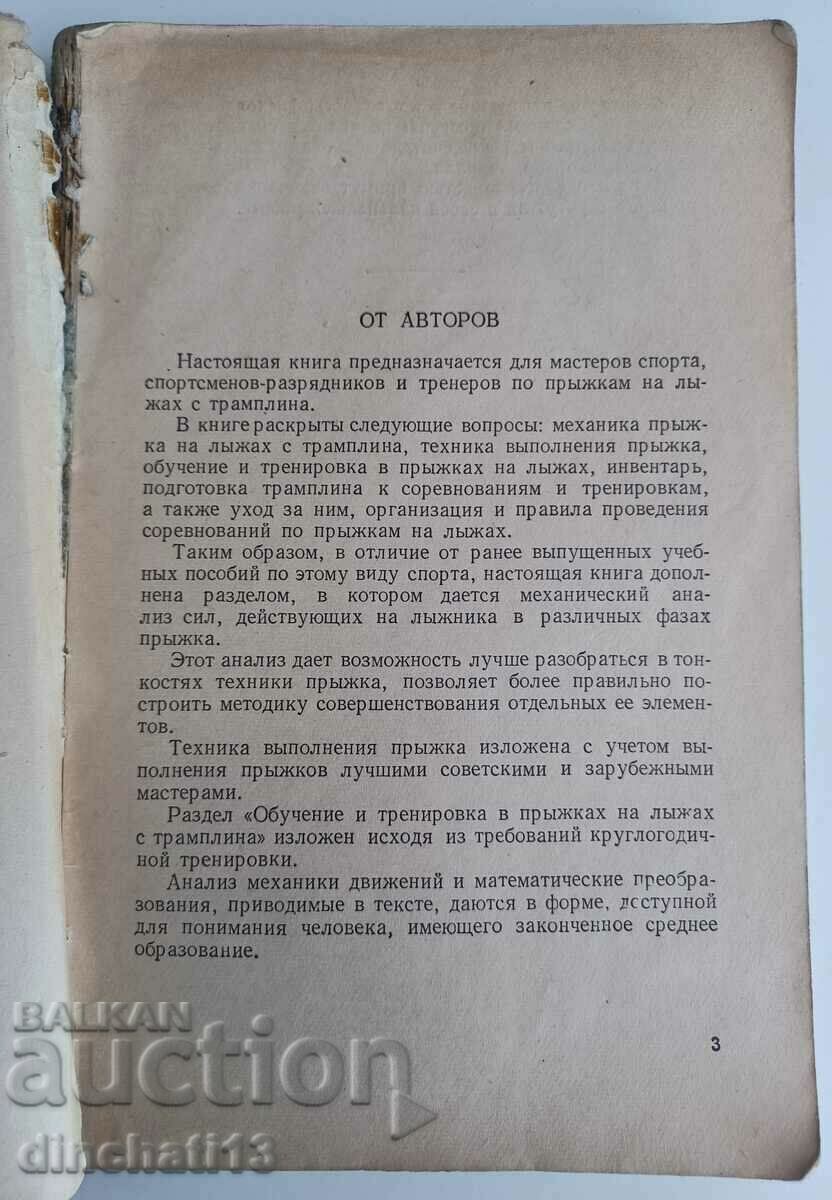 ОТ АВТОРОВ
Настоящая книга предназначается для мастеров спорта,
спортсменов-разрядников и тренеров по прыжкам на лы-
жах с трамплина.
В книге раскрыты следующие вопросы: механика прыж-
ка на лыжах с трамплина, техника выполнения прыжка,
обучение и тренировка в прыжках на лыжах, инвентарь,
подготовка трамплина к соревнованиям и тренировкам,
а также уход за ним, организация и правила проведения
соревнований по прыжкам на лыжах.
Таким образом, в отличие от ранее выпущенных учеб-
ных пособий по этому виду спорта, настоящая книга допол-
нена разделом, в котором дается механический ана-
лиз сил, действующих на лыжника в различных фазах
прыжка.
Этот анализ дает возможность лучше разобраться в тон-
костях техники прыжка, позволяет более правильно по-
строить методику совершенствования отдельных ее элемен-
тов.
Техника выполнения прыжка изложена с учетом вы-
полнения прыжков лучшими советскими и зарубежными
мастерами.
Раздел «Обучение и тренировка в прыжках на лыжах
с трамплина» изложен исходя из требований круглогодич-
ной тренировки.
Анализ механики движений и математические преобра-
зования, приводимые в тексте, даются в форме, доступной
для понимания человека, имеющего законченное среднее
образование.
3
BALKAN
auction
dinchati13